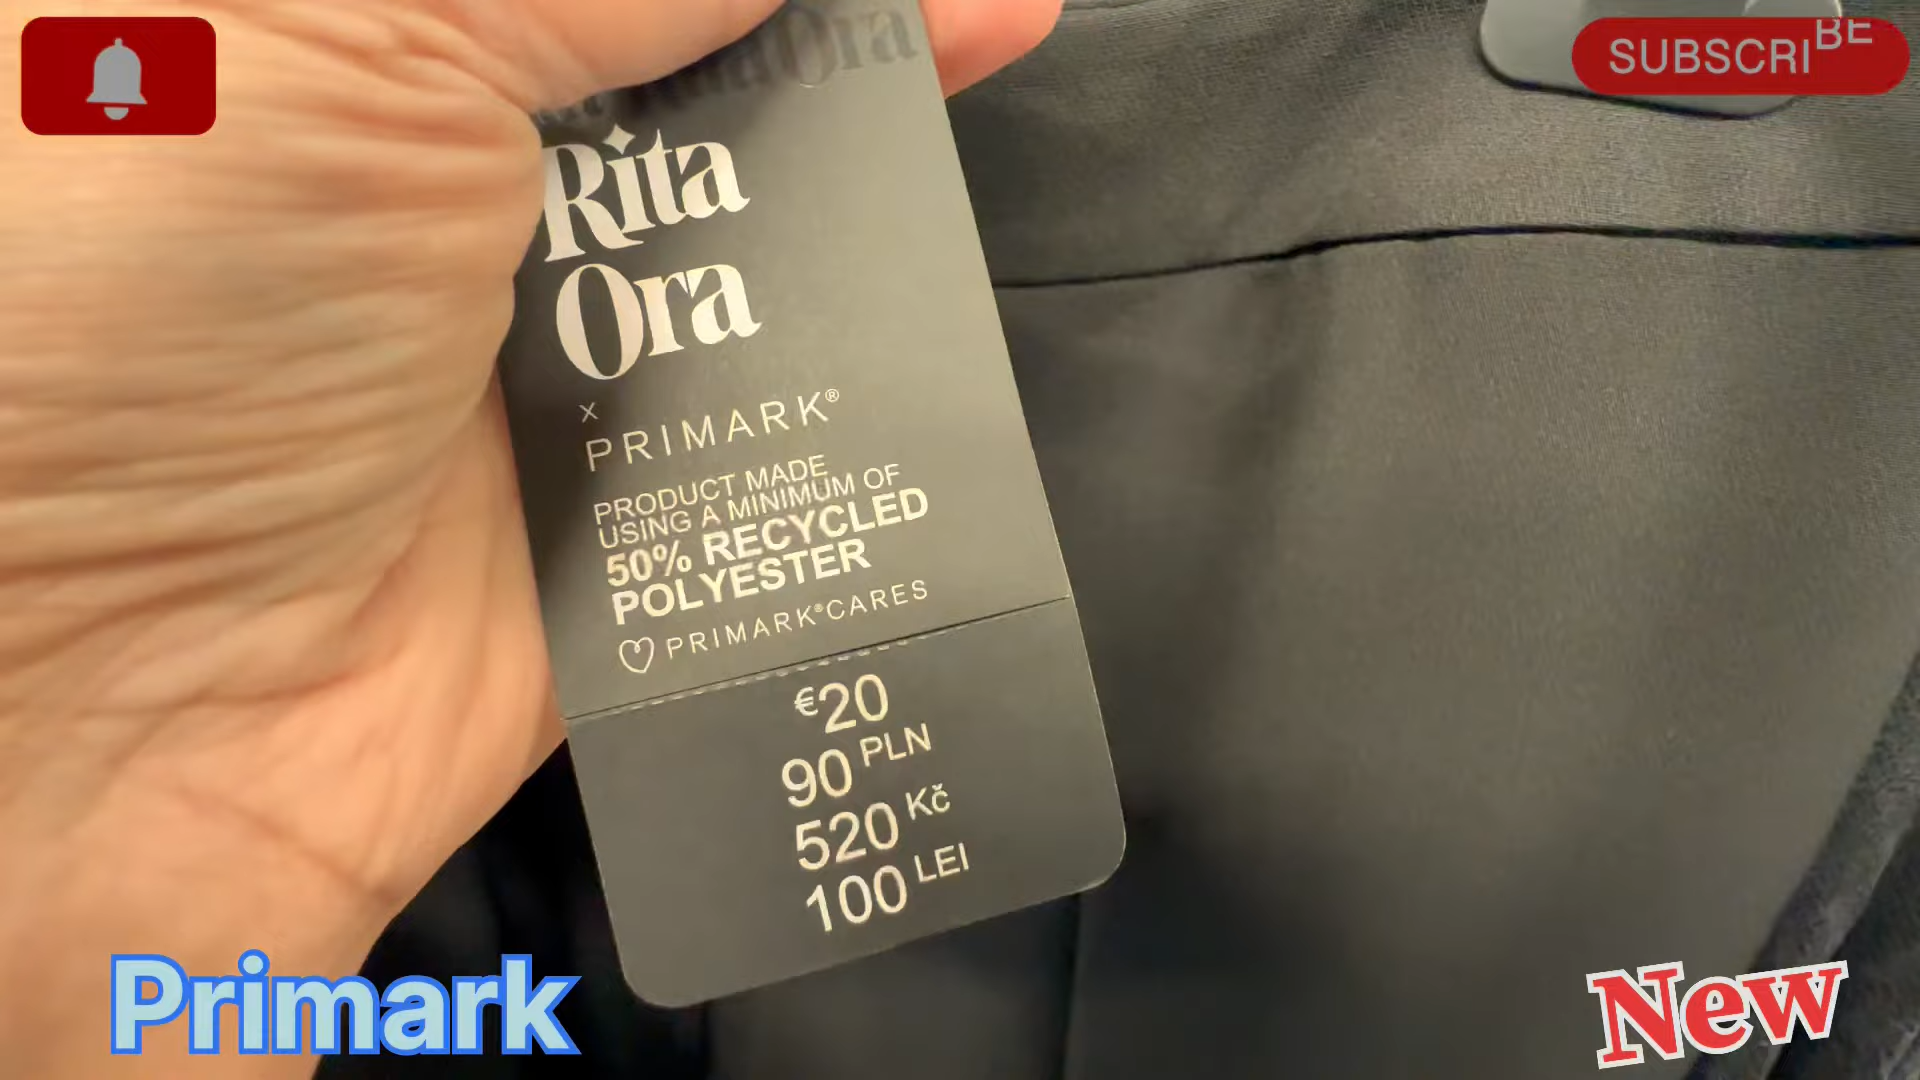 SUBSCRIBE
Rita
Ora
x
PRIMARK®
PRODUCT MADE
USING A MINIMUM OF
50% RECYCLED
POLYESTER
PRIMARK®CARES
€20
90 PLN
520 Kč
100 LEI
Primark
New